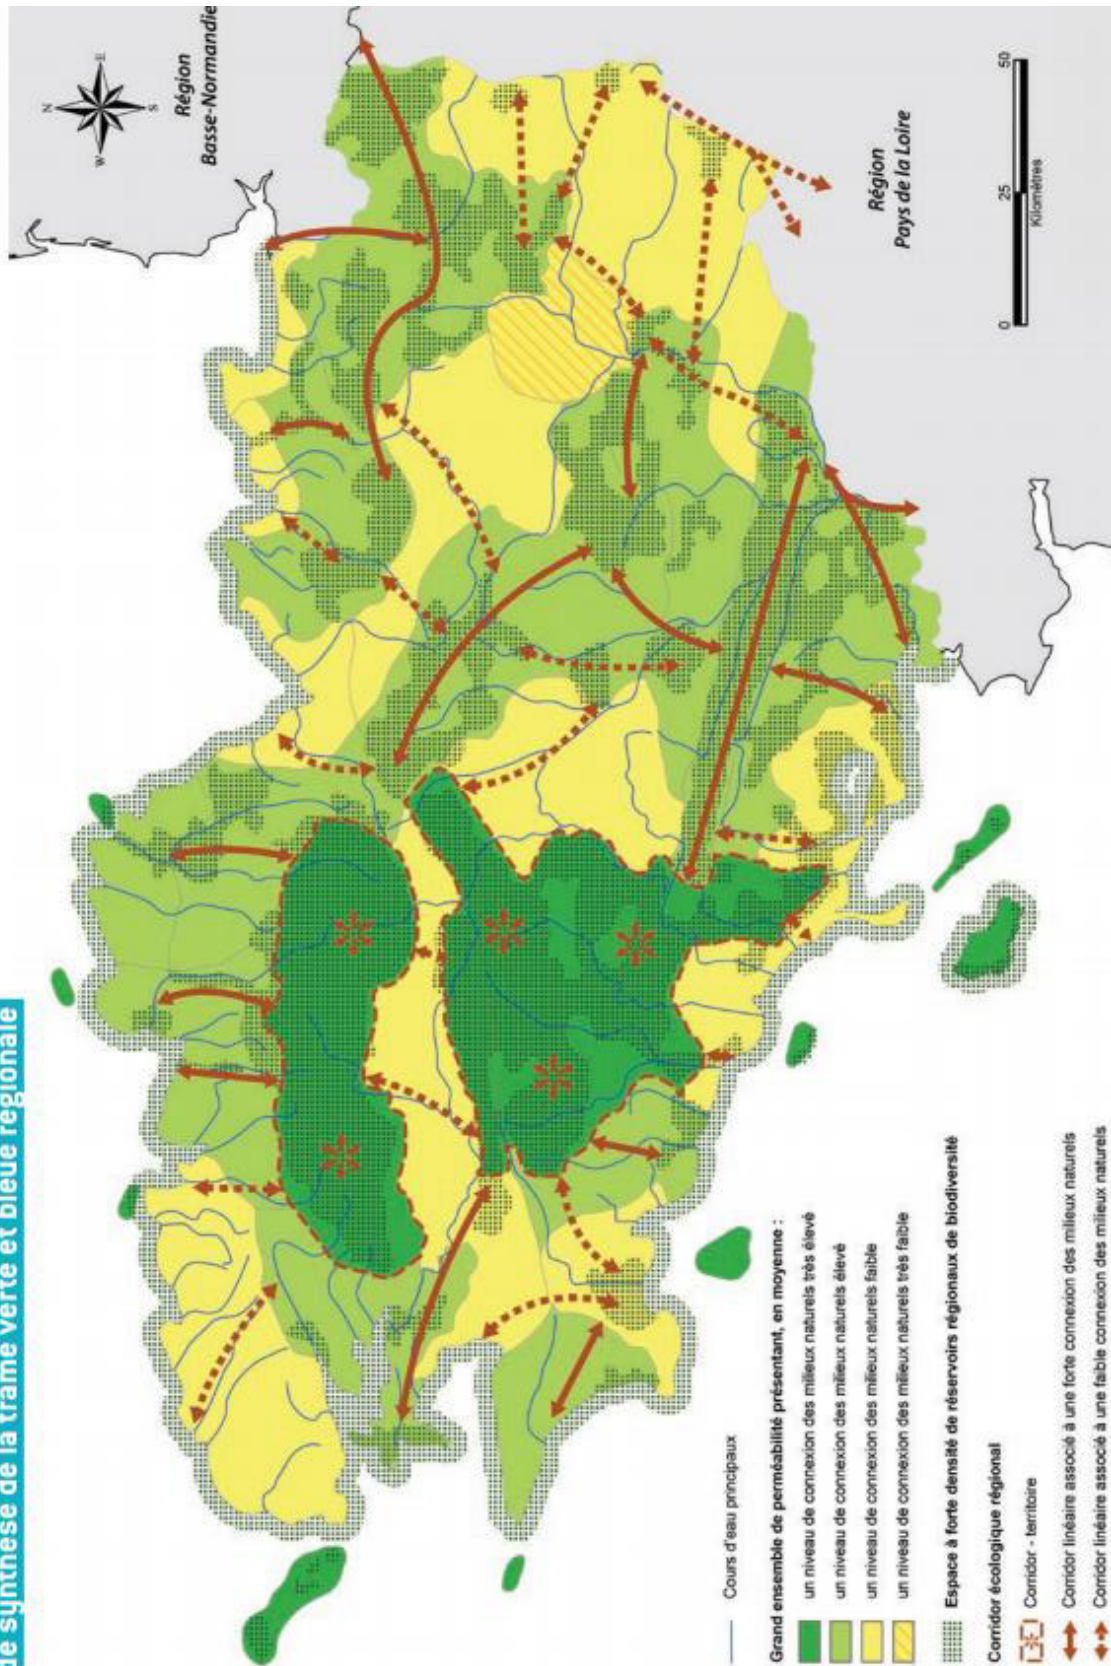 de synthèse de la trame verte et bleue régionale
N
E
S
W
Région
Basse-Normandie
Région
Pays de la Loire
0
25
50
Kilomètres
Cours d'eau principaux
Grand ensemble de perméabilité présentant, en moyenne :
un niveau de connexion des milieux naturels très élevé
un niveau de connexion des milieux naturels élevé
un niveau de connexion des milieux naturels faible
un niveau de connexion des milieux naturels très faible
Espace à forte densité de réservoirs régionaux de biodiversité
Corridor écologique régional
Corridor - territoire
Corridor linéaire associé à une forte connexion des milieux naturels
Corridor linéaire associé à une faible connexion des milieux naturels